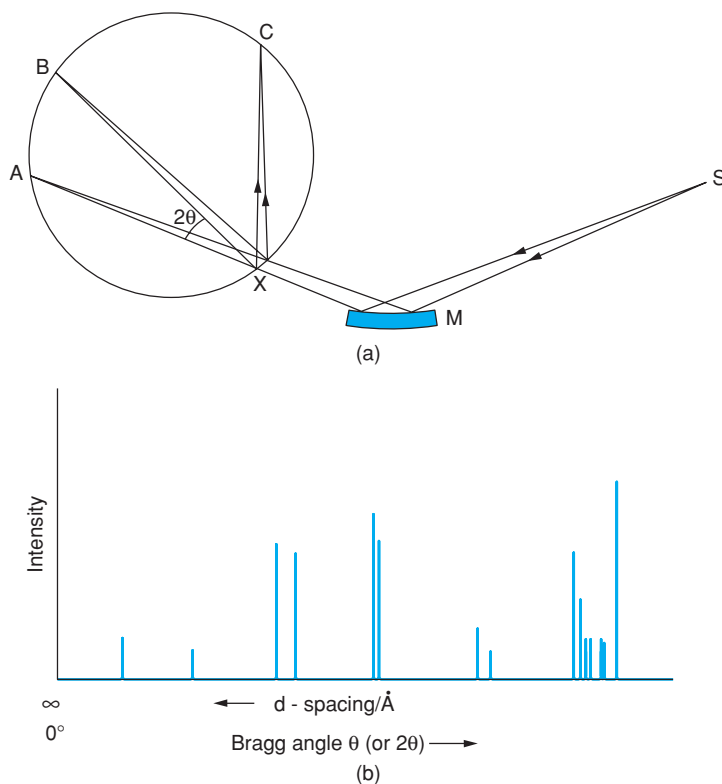 C
B
A
S
2θ
X
M
(a)
Intensity
∞
d - spacing/Å
0°
Bragg angle θ (or 2θ)
(b)